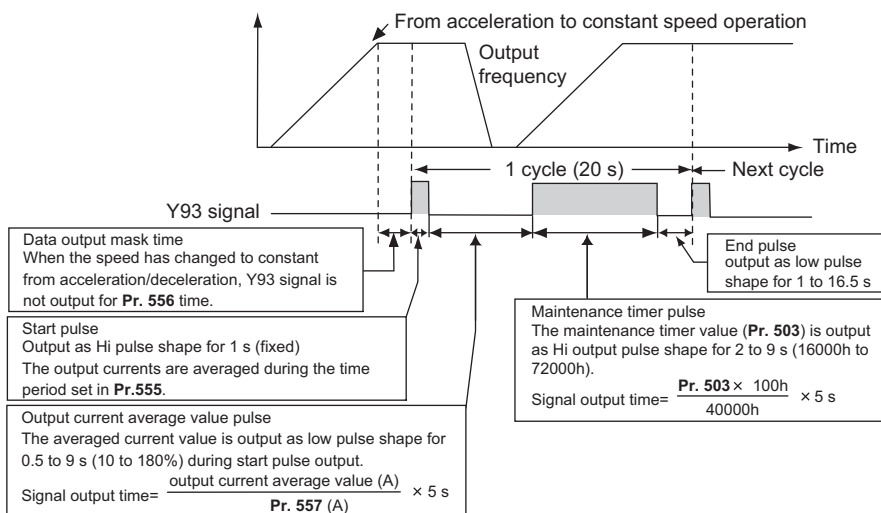 From acceleration to constant speed operation
Output
frequency
Time
1 cycle (20 s)
Next cycle
Y93 signal
Data output mask time
When the speed has changed to constant
from acceleration/deceleration, Y93 signal is
not output for Pr. 556 time.
End pulse
output as low pulse
shape for 1 to 16.5 s
Start pulse
Output as Hi pulse shape for 1 s (fixed)
The output currents are averaged during the time
period set in Pr.555.
Maintenance timer pulse
The maintenance timer value (Pr. 503) is output
as Hi output pulse shape for 2 to 9 s (16000h to
72000h).
Signal output time= Pr. 503 × 100h
40000h
× 5 s
Output current average value pulse
The averaged current value is output as low pulse shape for
0.5 to 9 s (10 to 180%) during start pulse output.
Signal output time= output current average value (A)
Pr. 557 (A)
× 5 s